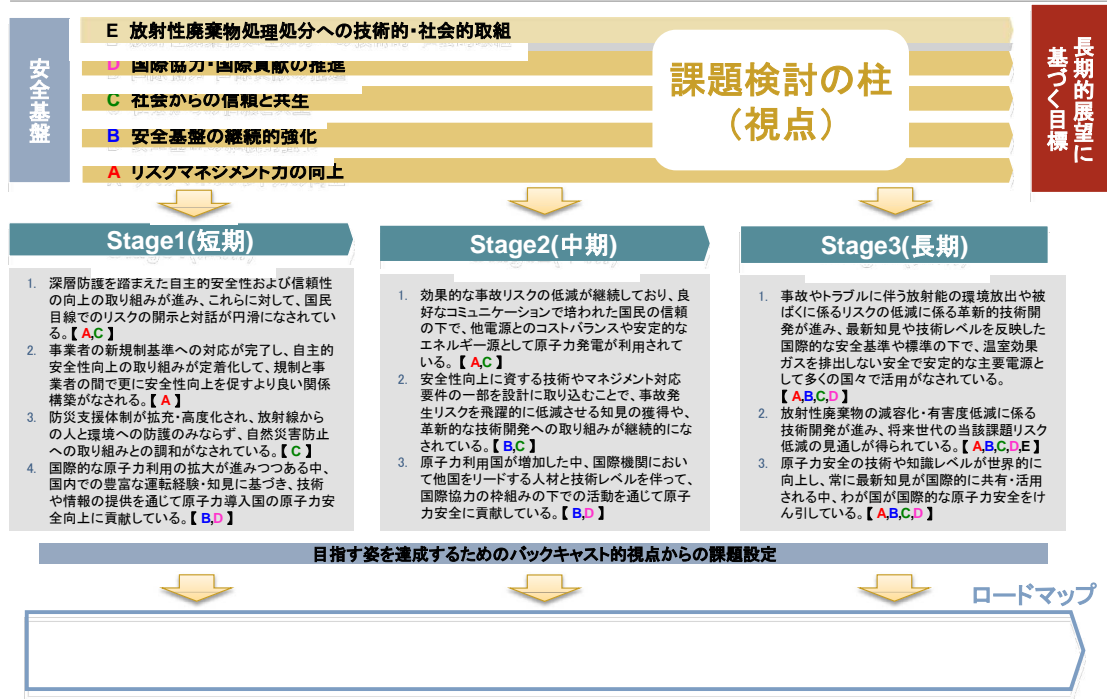 安全基盤
E 放射性廃棄物処理処分への技術的・社会的取組
D 国際協力・国際貢献の推進
C 社会からの信頼と共生
B 安全基盤の継続的強化
A リスクマネジメント力の向上
課題検討の柱
（視点）
長期的展望に
基づく目標
Stage1(短期)
1. 深層防護を踏まえた自主的安全性および信頼性
の向上の取り組みが進み、これらに対して、国民
目線でのリスクの開示と対話が円滑になされてい
る。【 A,C 】
2. 事業者の新規制基準への対応が完了し、自主的
安全性向上の取り組みが定着化して、規制と事
業者の間で更に安全性向上を促すより良い関係
構築がなされる。【 A 】
3. 防災支援体制が拡充・高度化され、放射線から
の人と環境への防護のみならず、自然災害防止
への取り組みとの調和がなされている。【 C 】
4. 国際的な原子力利用の拡大が進みつつある中、
国内での豊富な運転経験・知見に基づき、技術
や情報の提供を通じて原子力導入国の原子力安
全向上に貢献している。【 B,D 】
Stage2(中期)
1. 効果的な事故リスクの低減が継続しており、良
好なコミュニケーションで培われた国民の信頼
の下で、他電源とのコストバランスや安定的な
エネルギー源として原子力発電が利用されて
いる。【 A,C 】
2. 安全性向上に資する技術やマネジメント対応
要件の一部を設計に取り込むことで、事故発
生リスクを飛躍的に低減させる知見の獲得や、
革新的な技術開発への取り組みが継続的にな
されている。【 B,C 】
3. 原子力利用国が増加した中、国際機関におい
て他国をリードする人材と技術レベルを伴って、
国際協力の枠組みの下での活動を通じて原子
力安全に貢献している。【 B,D 】
Stage3(長期)
1. 事故やトラブルに伴う放射能の環境放出や被
ばくに係るリスクの低減に係る革新的技術開
発が進み、最新知見や技術レベルを反映した
国際的な安全基準や標準の下で、温室効果
ガスを排出しない安全で安定的な主要電源と
して多くの国々で活用がなされている。
【 A,B,C,D 】
2. 放射性廃棄物の減容化・有害度低減に係る
技術開発が進み、将来世代の当該課題リスク
低減の見通しが得られている。【 A,B,C,D,E 】
3. 原子力安全の技術や知識レベルが世界的に
向上し、常に最新知見が国際的に共有・活用
される中、わが国が国際的な原子力安全をけ
ん引している。【 A,B,C,D 】
目指す姿を達成するためのバックキャスト的視点からの課題設定
ロードマップ